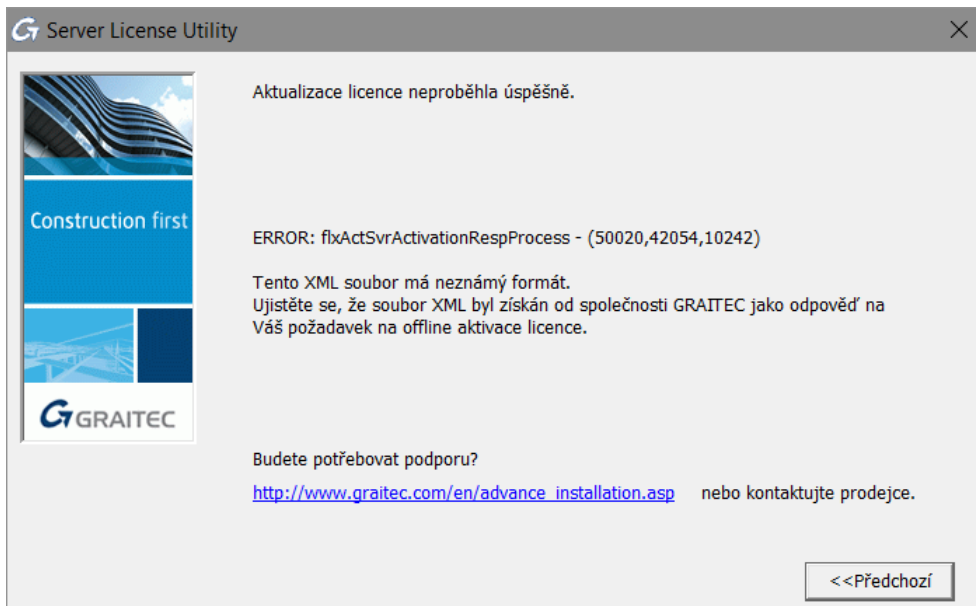 Server License Utility
Aktualizace licence neproběhla úspěšně.
Construction first
ERROR: flxActSvrActivationRespProcess - (50020,42054,10242)
Tento XML soubor má neznámý formát.
Ujistěte se, že soubor XML byl získán od společnosti GRAITEC jako odpověď na
Váš požadavek na offline aktivace licence.
GRAITEC
Budete potřebovat podporu?
http://www.graitec.com/en/advance_installation.asp nebo kontaktujte prodejce.
<<Předchozí